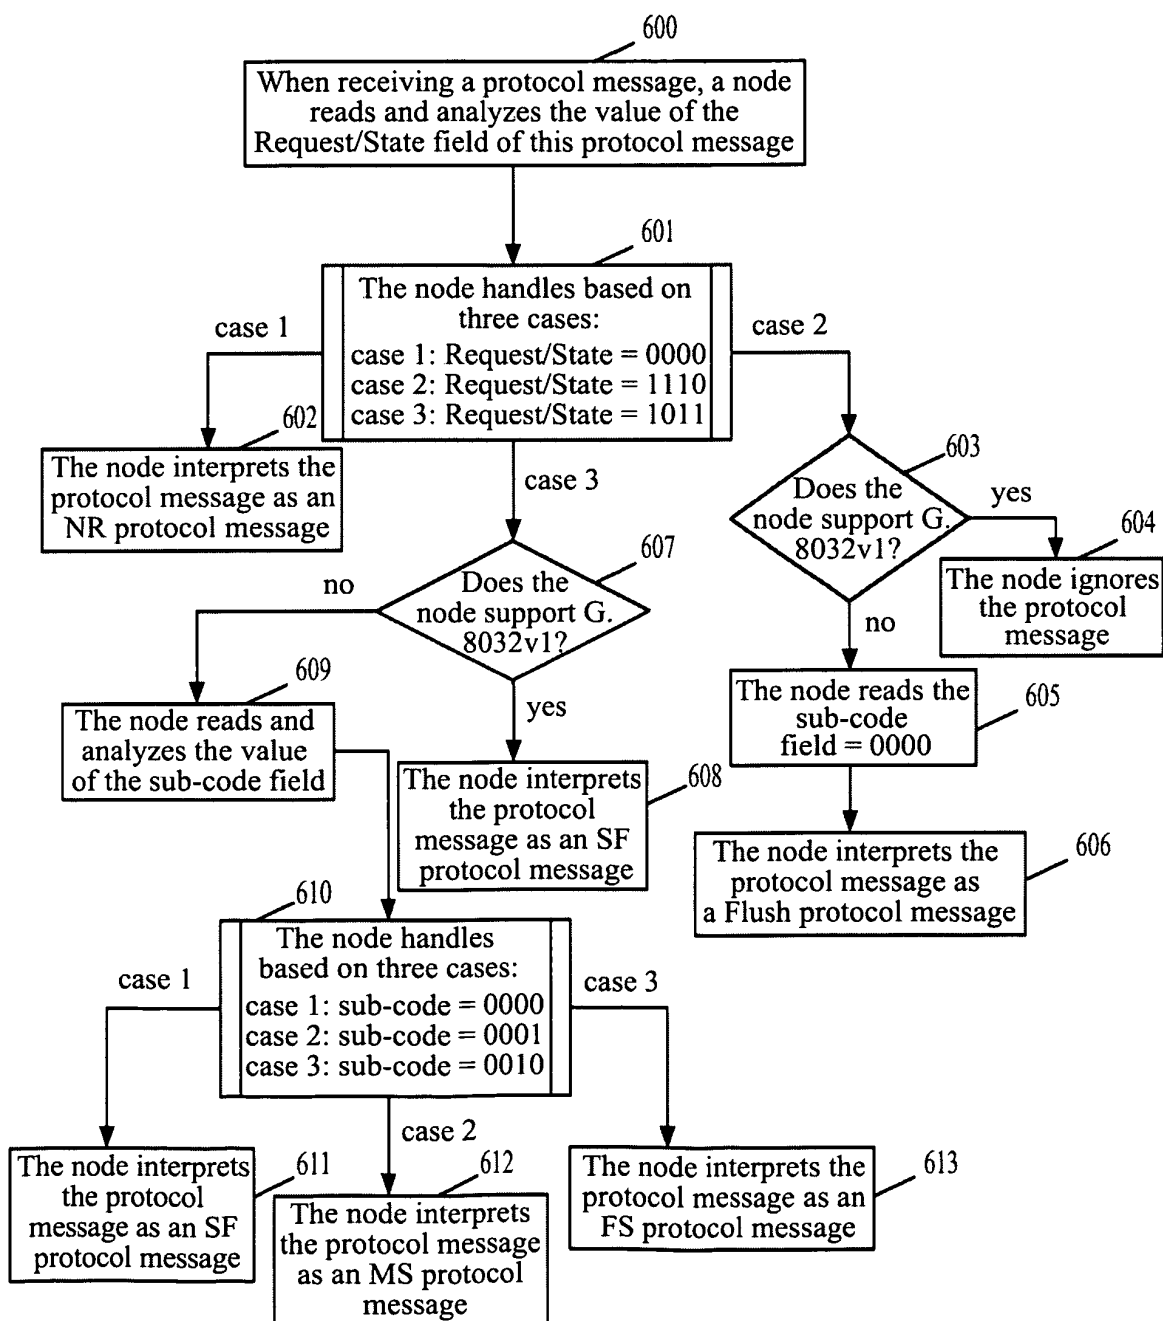 600
When receiving a protocol message, a node
reads and analyzes the value of the
Request/State field of this protocol message
601
The node handles based on
three cases:
case 1: Request/State = 0000
case 2: Request/State = 1110
case 3: Request/State = 1011
case 1
case 2
602
The node interprets the
protocol message as an
NR protocol message
case 3
603
Does the
node support G.
8032v1?
yes
604
The node ignores
the protocol
message
no
607
Does the
node support G.
8032v1?
no
yes
605
The node reads the
sub-code
field = 0000
609
The node reads and
analyzes the value
of the sub-code field
608
The node interprets
the protocol
message as an SF
protocol message
606
The node interprets the
protocol message as
a Flush protocol message
610
The node handles
based on three cases:
case 1: sub-code = 0000
case 2: sub-code = 0001
case 3: sub-code = 0010
case 1
case 3
case 2
611
The node interprets
the protocol
message as an SF
protocol message
612
The node interprets
the protocol message
as an MS protocol
message
613
The node interprets the
protocol message as an
FS protocol message